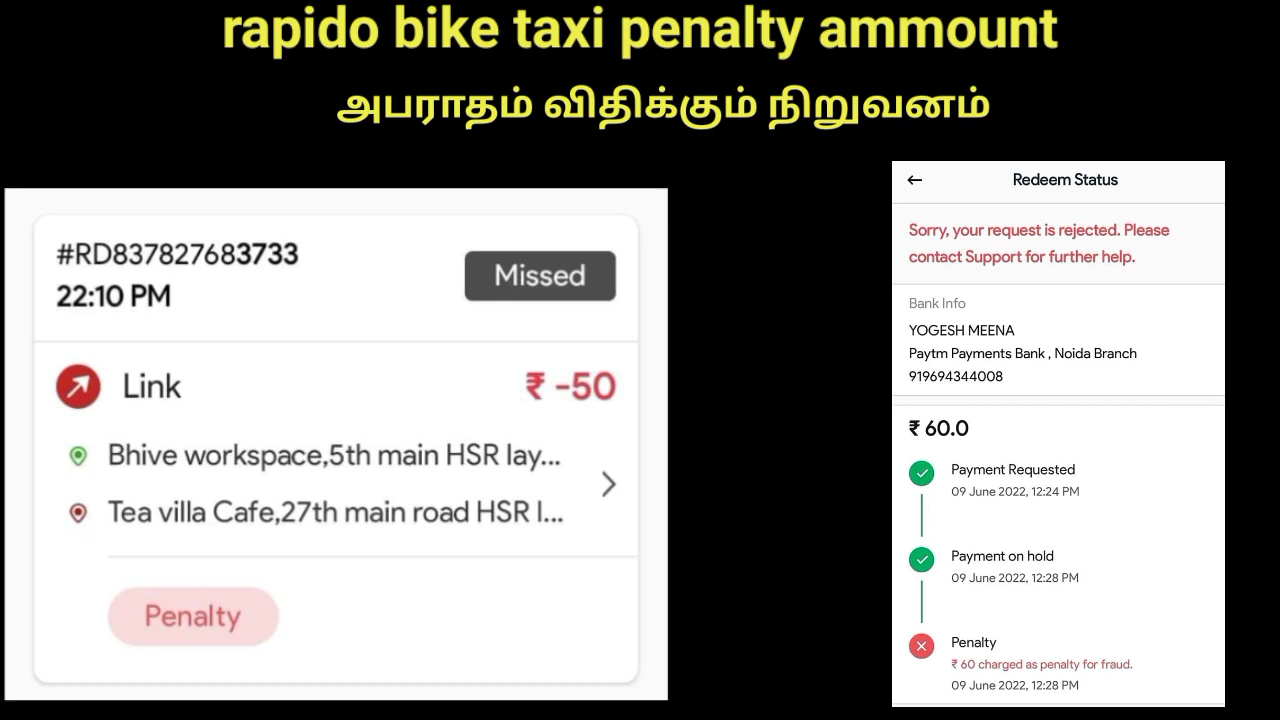 rapido bike taxi penalty ammount
அபராதம் விதிக்கும் நிறுவனம்
#RD837827683733
22:10 PM
Missed
Link
₹ -50
Bhive workspace,5th main HSR lay...
Tea villa Cafe,27th main road HSR l...
Penalty
Redeem Status
Sorry, your request is rejected. Please
contact Support for further help.
Bank Info
YOGESH MEENA
Paytm Payments Bank , Noida Branch
919694344008
₹ 60.0
Payment Requested
09 June 2022, 12:24 PM
Payment on hold
09 June 2022, 12:28 PM
Penalty
₹ 60 charged as penalty for fraud.
09 June 2022, 12:28 PM